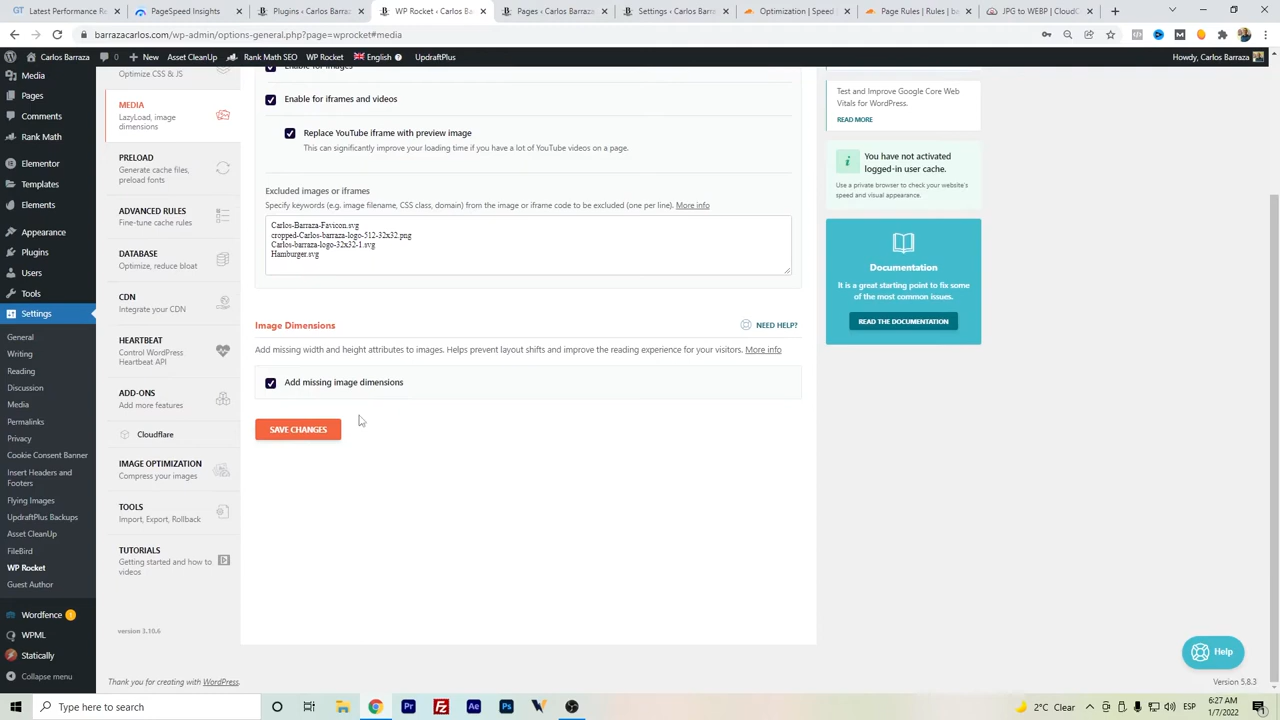 Latest Performance R
PageSpeed Insights
Plugins ‹ Carlos Barraz
WP Rocket ‹ Carlos Ba
Pages ‹ Carlos Barraza
Settings ‹ Carlos Barra
Optimization | Speed |
Page Rules | Rules | ba
JPG to WEBP | CloudCo
barrazacarlos.com/wp-admin/options-general.php?page=wprocket#media
Carlos Barraza
0
New
Asset CleanUp
Rank Math SEO
WP Rocket
English
UpdraftPlus
Howdy, Carlos Barraza
Media
Pages
Comments
Rank Math
Elementor
Templates
Elements
Appearance
Plugins
Users
Tools
Settings
General
Writing
Reading
Discussion
Media
Permalinks
Privacy
Cookie Consent Banner
Insert Headers and
Footers
Flying Images
UpdraftPlus Backups
Asset CleanUp
FileBird
WP Rocket
Guest Author
Wordfence
WPML
Statically
Collapse menu
Optimize CSS & JS
MEDIA
LazyLoad, image
dimensions
PRELOAD
Generate cache files,
preload fonts
ADVANCED RULES
Fine-tune cache rules
DATABASE
Optimize, reduce bloat
CDN
Integrate your CDN
HEARTBEAT
Control WordPress
Heartbeat API
ADD-ONS
Add more features
Cloudflare
IMAGE OPTIMIZATION
Compress your images
TOOLS
Import, Export, Rollback
TUTORIALS
Getting started and how to
videos
version 3.10.6
Enable for images
Enable for iframes and videos
Replace YouTube iframe with preview image
This can significantly improve your loading time if you have a lot of YouTube videos on a page.
Excluded images or iframes
Specify keywords (e.g. image filename, CSS class, domain) from the image or iframe code to be excluded (one per line). More info
Carlos-Barraza-Favicon.svg
cropped-Carlos-Barraza-logo-512-32x32.png
Carlos-barraza-logo-32x32-1.svg
Hamburger.svg
Image Dimensions
NEED HELP?
Add missing width and height attributes to images. Helps prevent layout shifts and improve the reading experience for your visitors. More info
Add missing image dimensions
SAVE CHANGES
Test and Improve Google Core Web
Vitals for WordPress.
READ MORE
You have not activated
logged-in user cache.
Use a private browser to check your website's
speed and visual appearance.
Documentation
It is a great starting point to fix some
of the most common issues.
READ THE DOCUMENTATION
Help
Thank you for creating with WordPress.
Version 5.8.3
Type here to search
2°C Clear
ESP
6:27 AM
1/7/2022